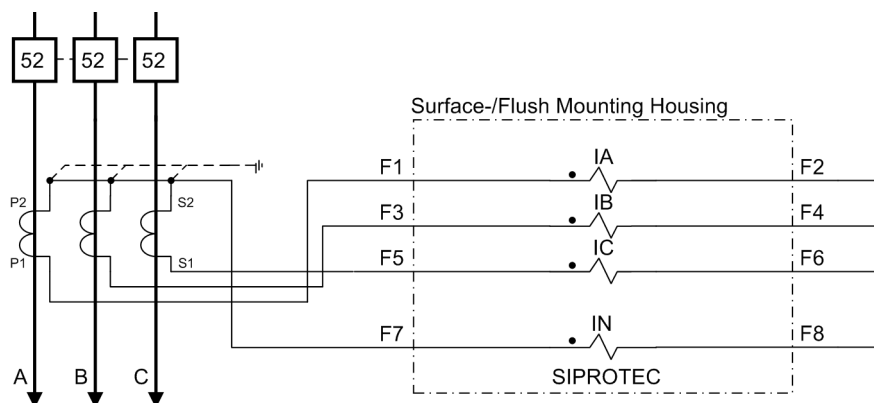 52
52
52
Surface-/Flush Mounting Housing
F1
IA
F2
P2
S2
F3
IB
F4
P1
S1
F5
IC
F6
F7
IN
F8
A
B
C
SIPROTEC